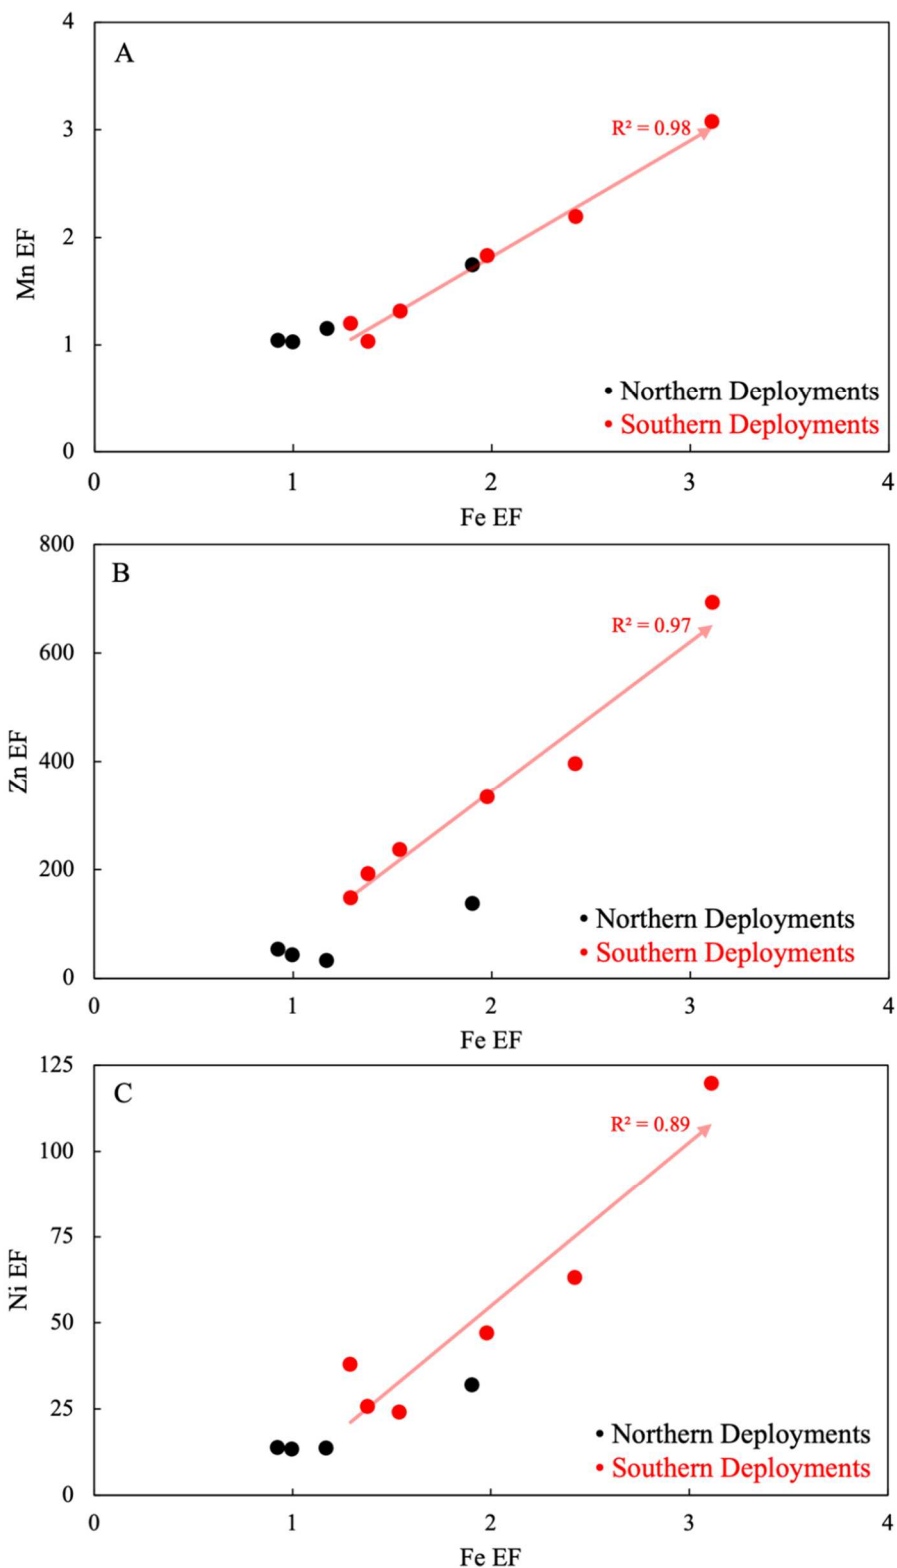 4
A
R² = 0.98
3
Mn EF
2
1
• Northern Deployments
• Southern Deployments
0
0 1 2 3 4
Fe EF
800
B
R² = 0.97
600
Zn EF
400
200
• Northern Deployments
• Southern Deployments
0
0 1 2 3 4
Fe EF
125
C
R² = 0.89
100
75
Ni EF
50
25
• Northern Deployments
• Southern Deployments
0
0 1 2 3 4
Fe EF